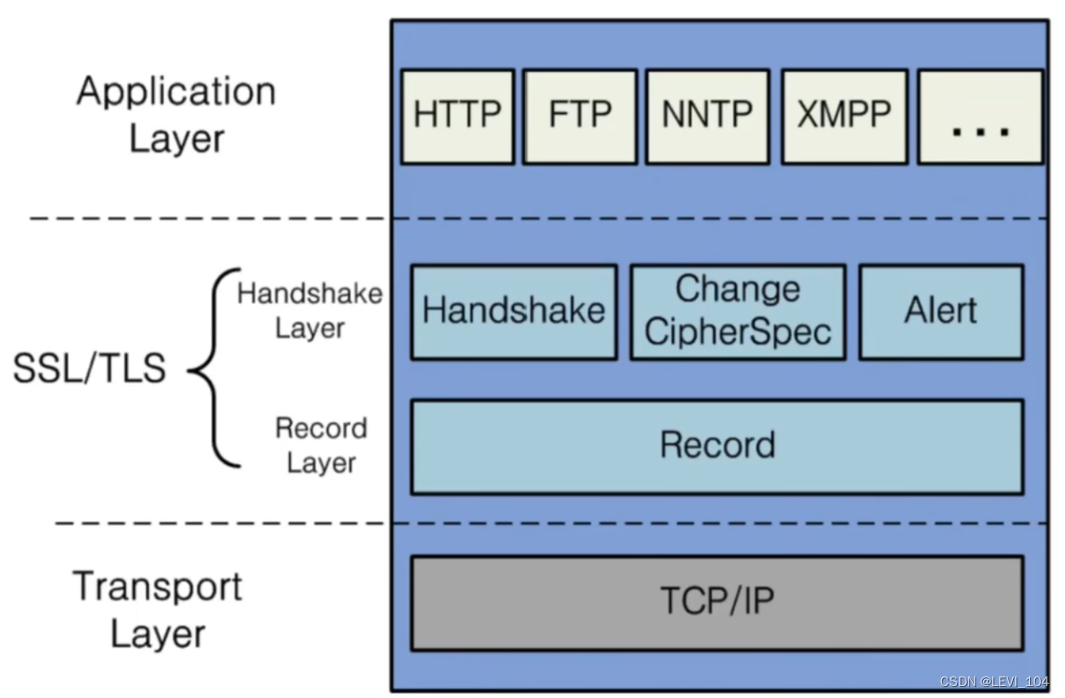 Application
Layer
HTTP
FTP
NNTP
XMPP
...
SSL/TLS
Handshake
Layer
Handshake
Change
CipherSpec
Alert
Record
Layer
Record
Transport
Layer
TCP/IP
CSDN @LEVI_104